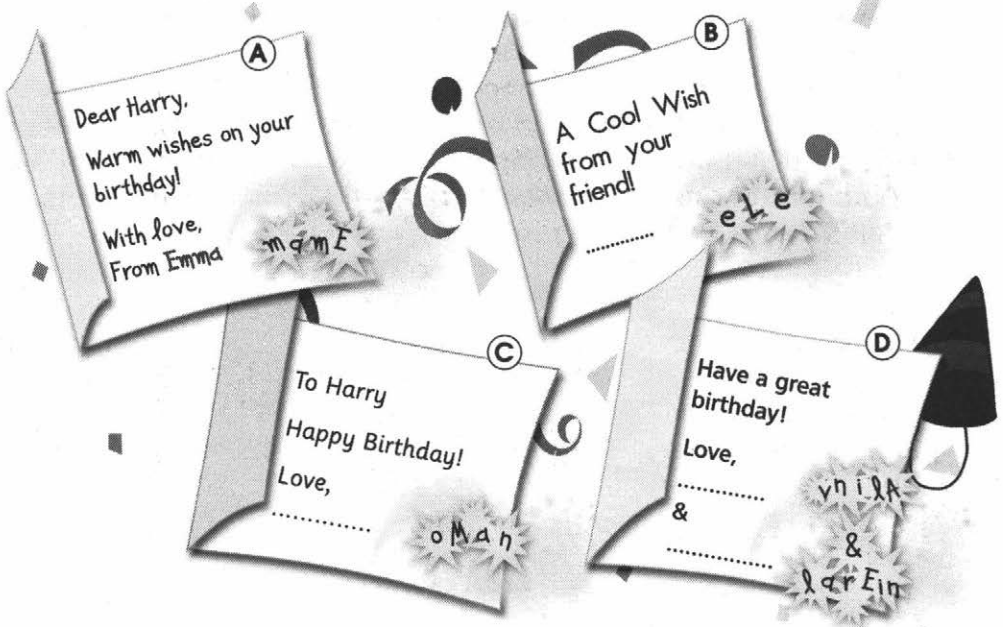 A
Dear Harry,
Warm wishes on your
birthday!
With love,
From Emma
mamE
B
A Cool Wish
from your
friend!
............
eLe
C
To Harry
Happy Birthday!
Love,
................
oMan
D
Have a great
birthday!
Love,
..............
&
..............
vnilA
&
larEin